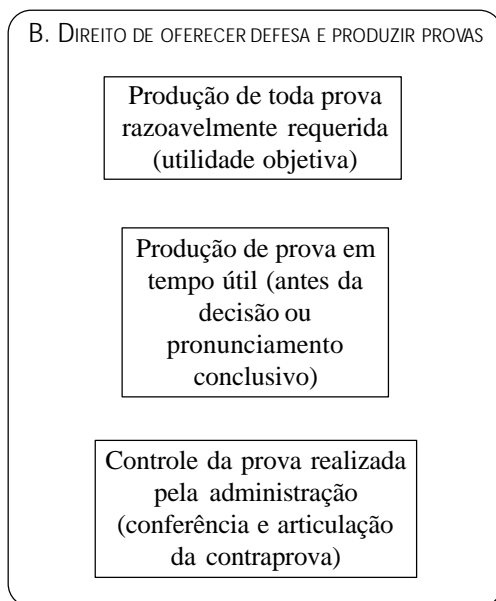 B. DIREITO DE OFERECER DEFESA E PRODUZIR PROVAS
Produção de toda prova
razoavelmente requerida
(utilidade objetiva)
Produção de prova em
tempo útil (antes da
decisão ou
pronunciamento
conclusivo)
Controle da prova realizada
pela administração
(conferência e articulação
da contraprova)